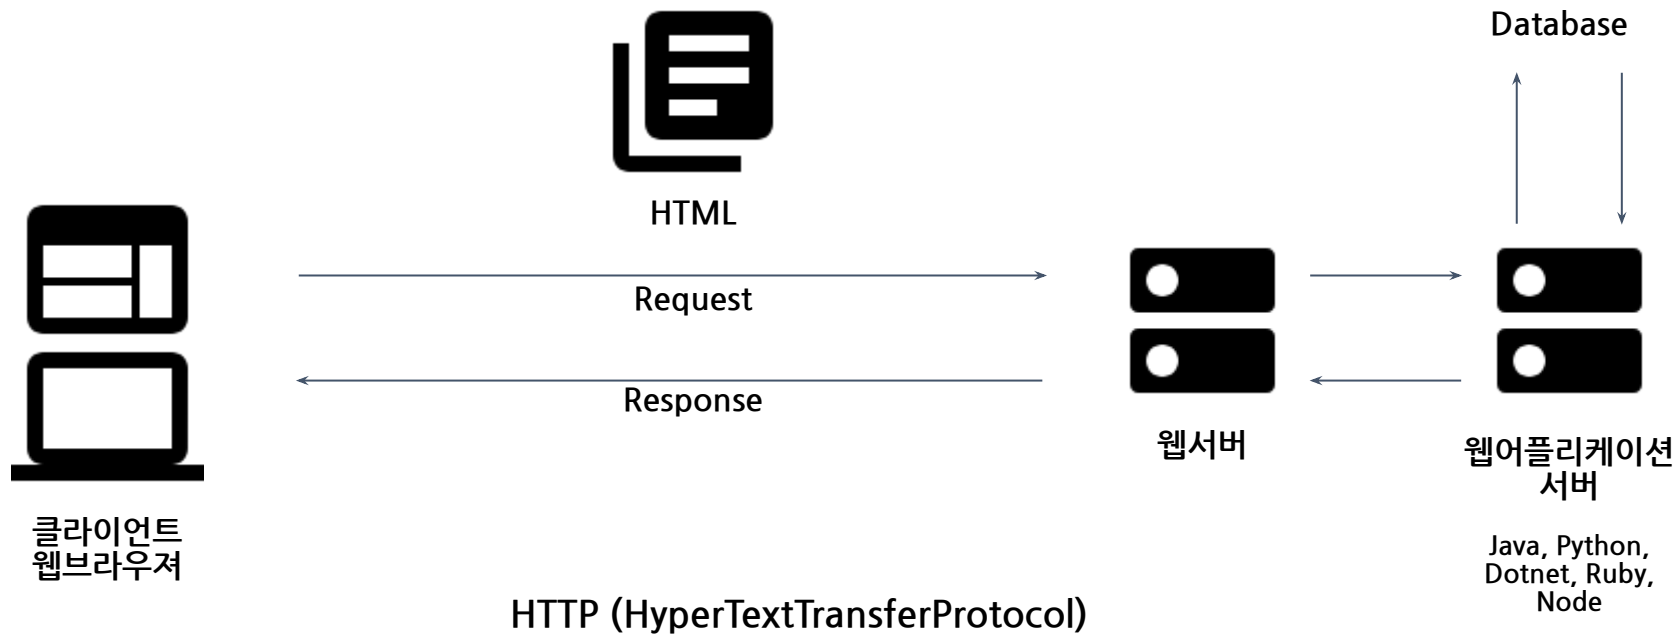 Database
HTML
Request
Response
웹서버
웹어플리케이션
서버
클라이언트
웹브라우져
Java, Python,
Dotnet, Ruby,
Node
HTTP (HyperTextTransferProtocol)